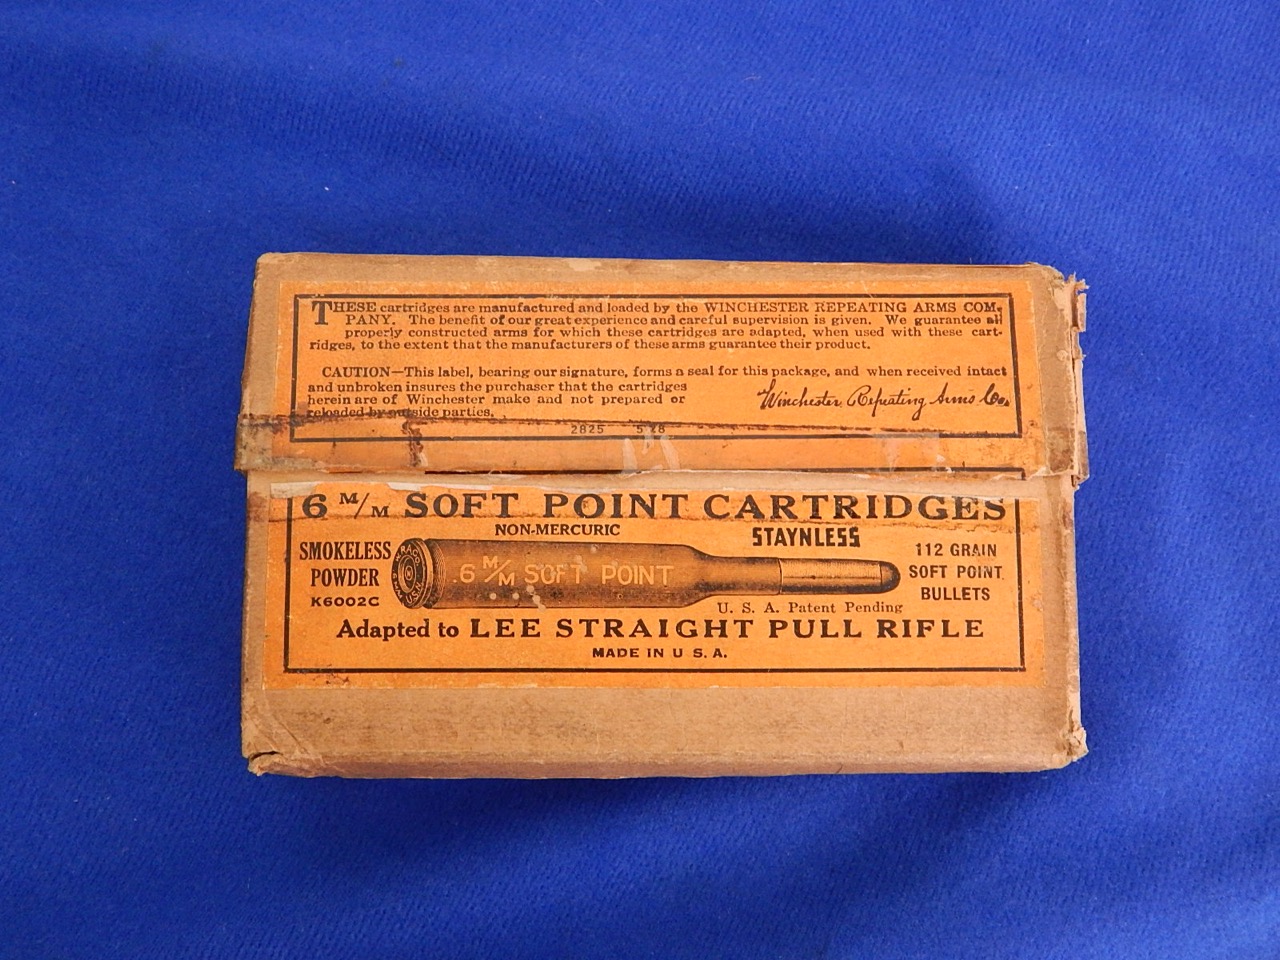 THESE cartridges are manufactured and loaded by the WINCHESTER REPEATING ARMS COM-
PANY. The benefit of our great experience and careful supervision is given. We guarantee all
properly constructed arms for which these cartridges are adapted, when used with these cart-
ridges, to the extent that the manufacturers of these arms guarantee their product.
CAUTION—This label, bearing our signature, forms a seal for this package, and when received intact
and unbroken insures the purchaser that the cartridges
herein are of Winchester make and not prepared or
reloaded by outside parties.
Winchester Repeating Arms Co.
2825 5 28
6 M/M SOFT POINT CARTRIDGES
NON-MERCURIC
STAYNLESS
SMOKELESS
POWDER
K6002C
W.R.A.CO.
6 M/M
U.S.N.
.6 M/M SOFT POINT
112 GRAIN
SOFT POINT
BULLETS
U. S. A. Patent Pending
Adapted to LEE STRAIGHT PULL RIFLE
MADE IN U. S. A.